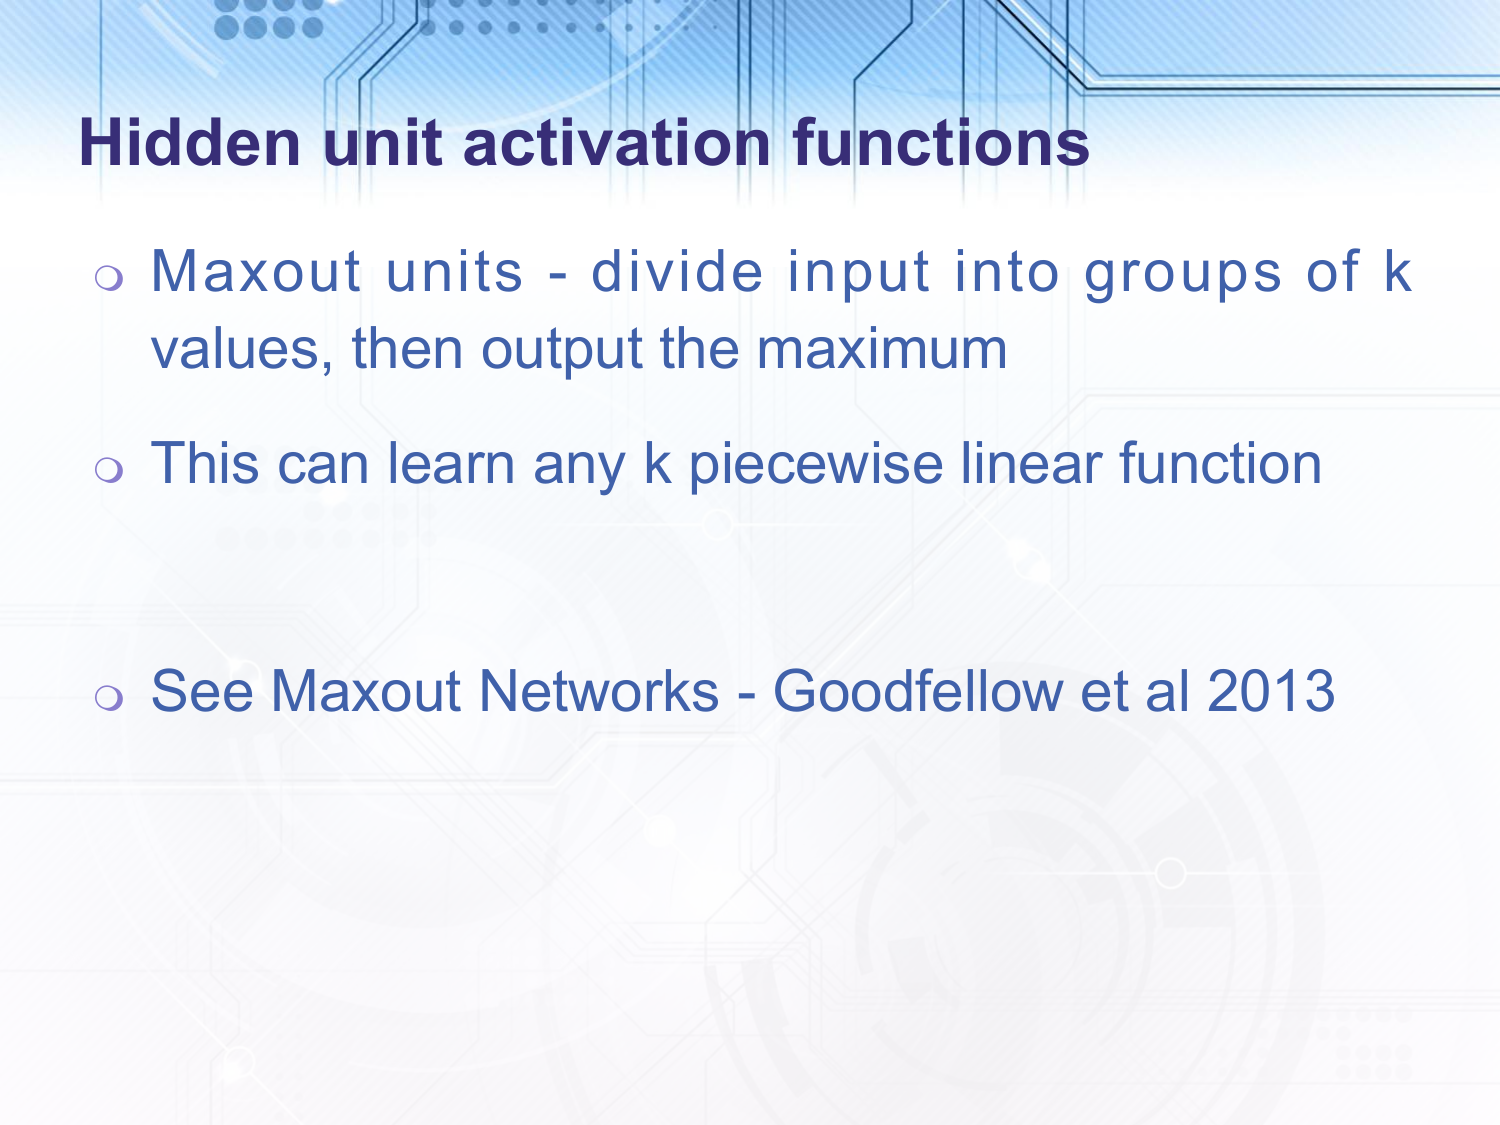 Hidden unit activation functions
Maxout units - divide input into groups of k
values, then output the maximum
This can learn any k piecewise linear function
See Maxout Networks - Goodfellow et al 2013